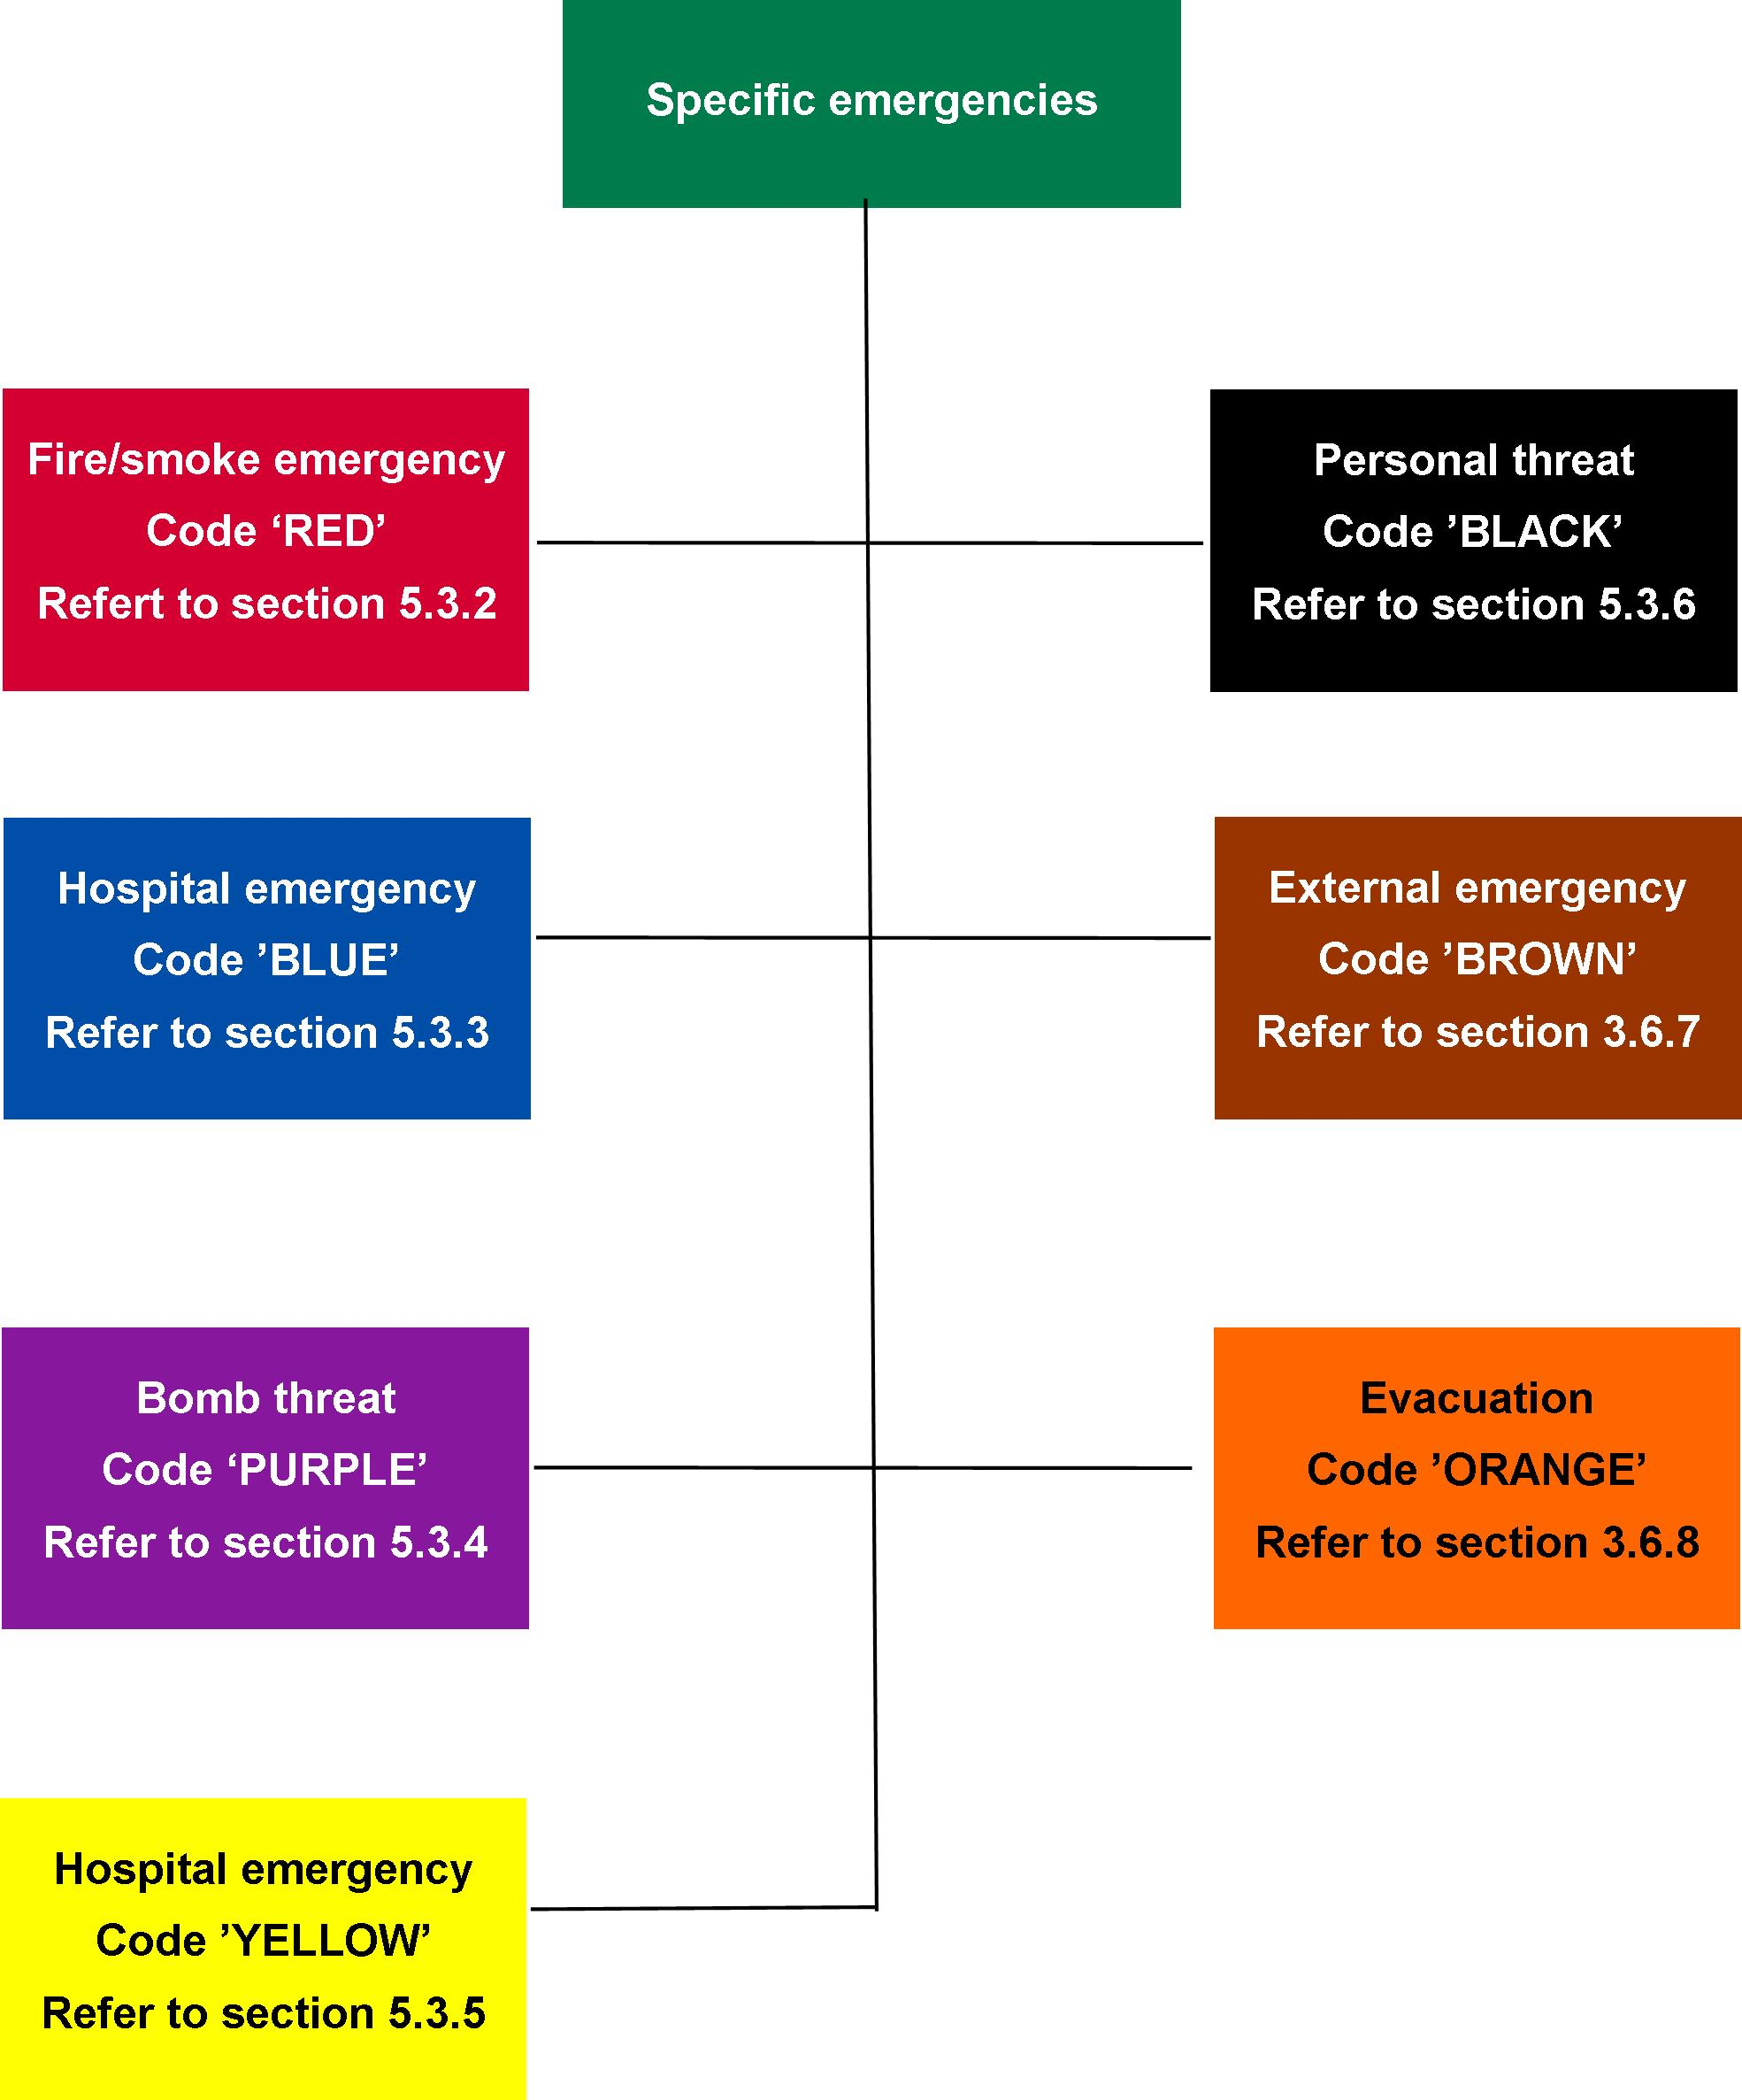 Specific emergencies
Fire/smoke emergency
Code ‘RED’
Refert to section 5.3.2
Personal threat
Code ’BLACK’
Refer to section 5.3.6
Hospital emergency
Code ’BLUE’
Refer to section 5.3.3
External emergency
Code ’BROWN’
Refer to section 3.6.7
Bomb threat
Code ‘PURPLE’
Refer to section 5.3.4
Evacuation
Code ’ORANGE’
Refer to section 3.6.8
Hospital emergency
Code ’YELLOW’
Refer to section 5.3.5